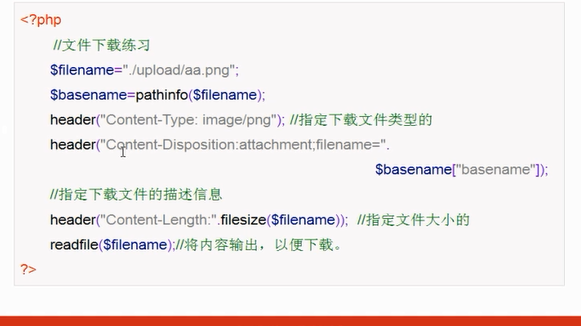 <?php
//文件下载练习
$filename="./upload/aa.png";
$basename=pathinfo($filename);
header("Content-Type: image/png"); //指定下载文件类型的
header("Content-Disposition:attachment;filename=".
$basename["basename"]);
//指定下载文件的描述信息
header("Content-Length:".filesize($filename)); //指定文件大小的
readfile($filename);//将内容输出，以便下载。
?>